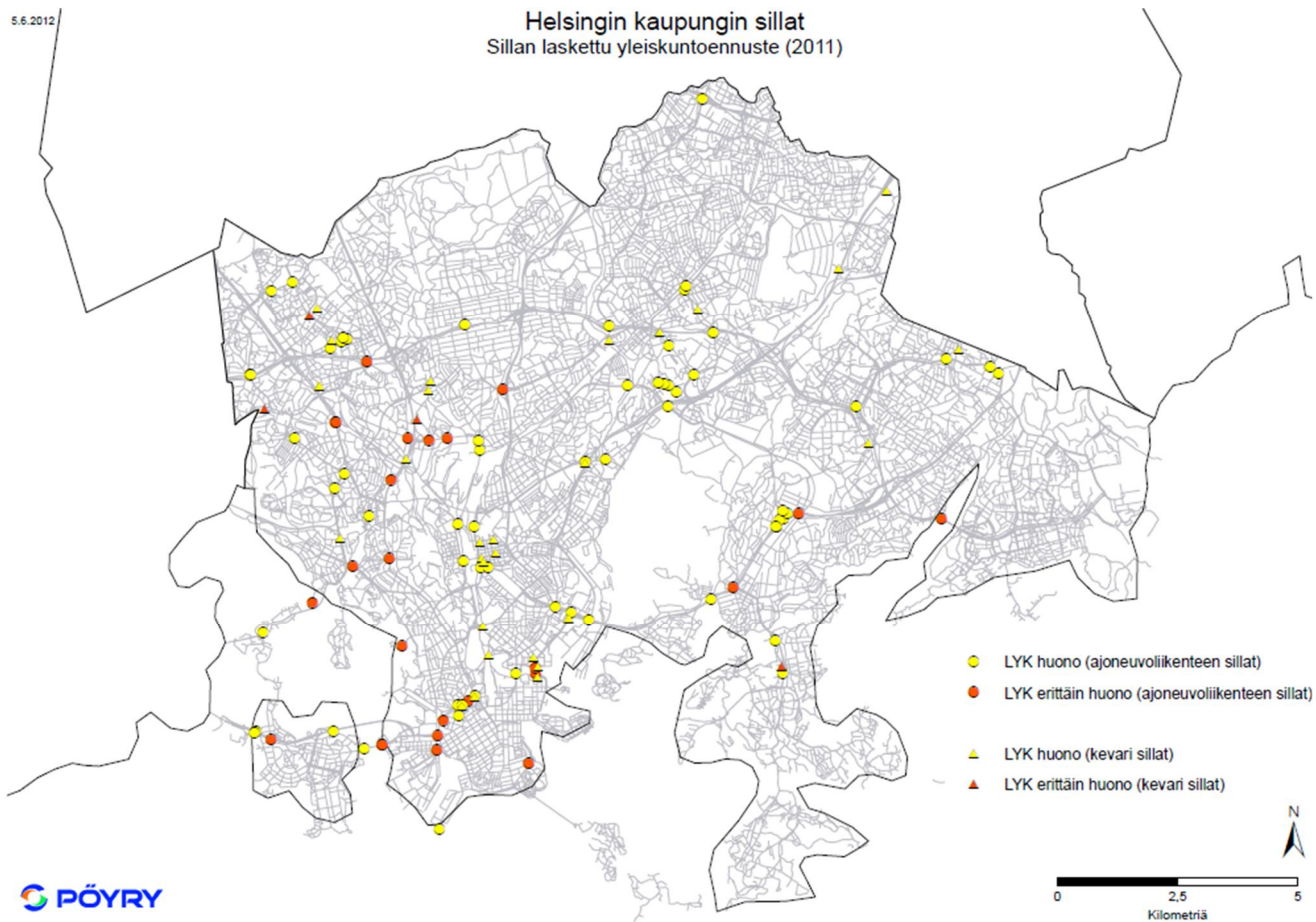 5.6.2012
Helsingin kaupungin sillat
Sillan laskettu yleiskuntoennuste (2011)
LYK huono (ajoneuvoliikenteen sillat)
LYK erittäin huono (ajoneuvoliikenteen sillat)
LYK huono (kevari sillat)
LYK erittäin huono (kevari sillat)
N
0 2,5 5
Kilometriä
PÖYRY